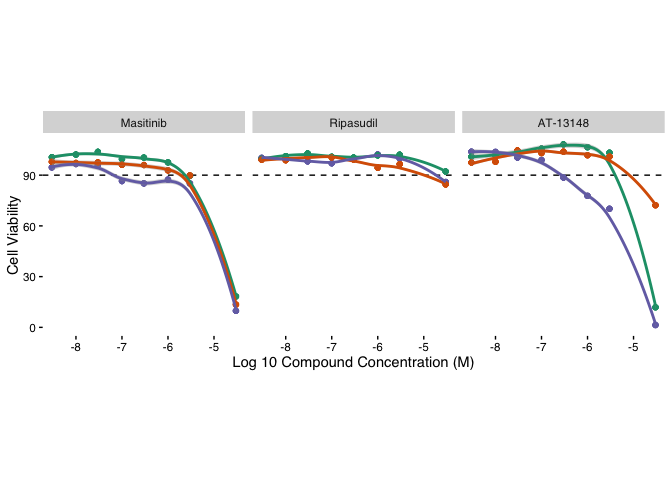 Masitinib Ripasudil AT-13148
Cell Viability
90
60
30
0
-8 -7 -6 -5 -8 -7 -6 -5 -8 -7 -6 -5
Log 10 Compound Concentration (M)